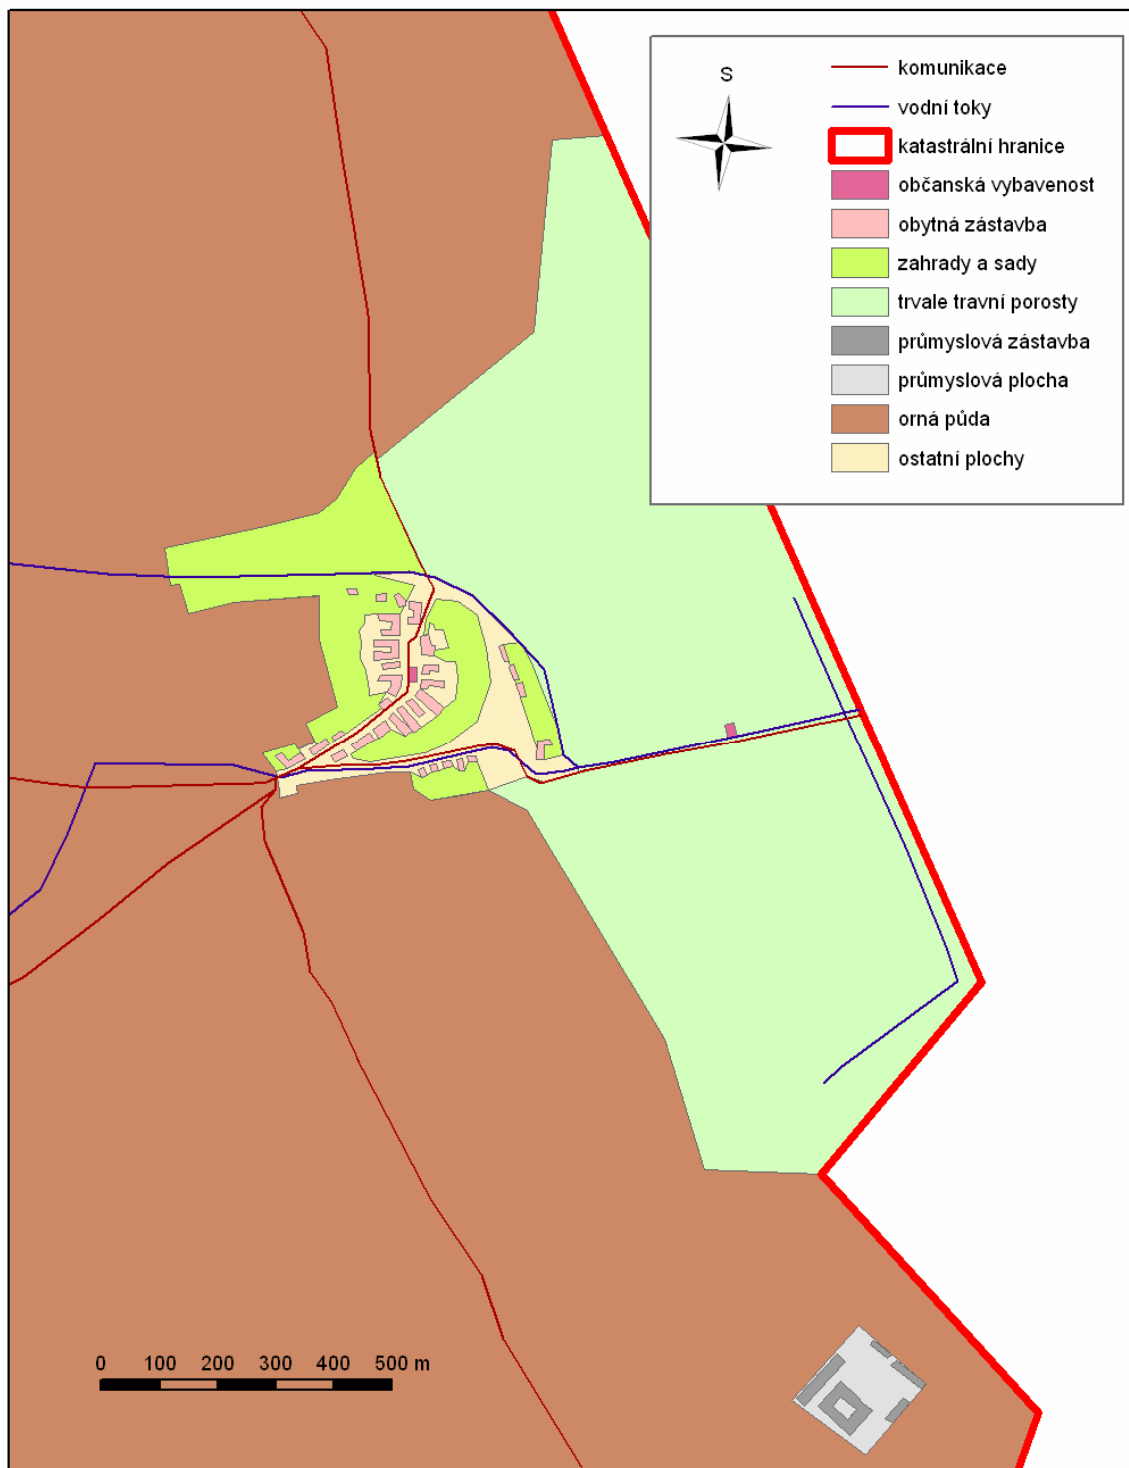 S
komunikace
vodní toky
katastrální hranice
občanská vybavenost
obytná zástavba
zahrady a sady
trvale travní porosty
průmyslová zástavba
průmyslová plocha
orná půda
ostatní plochy
0 100 200 300 400 500 m